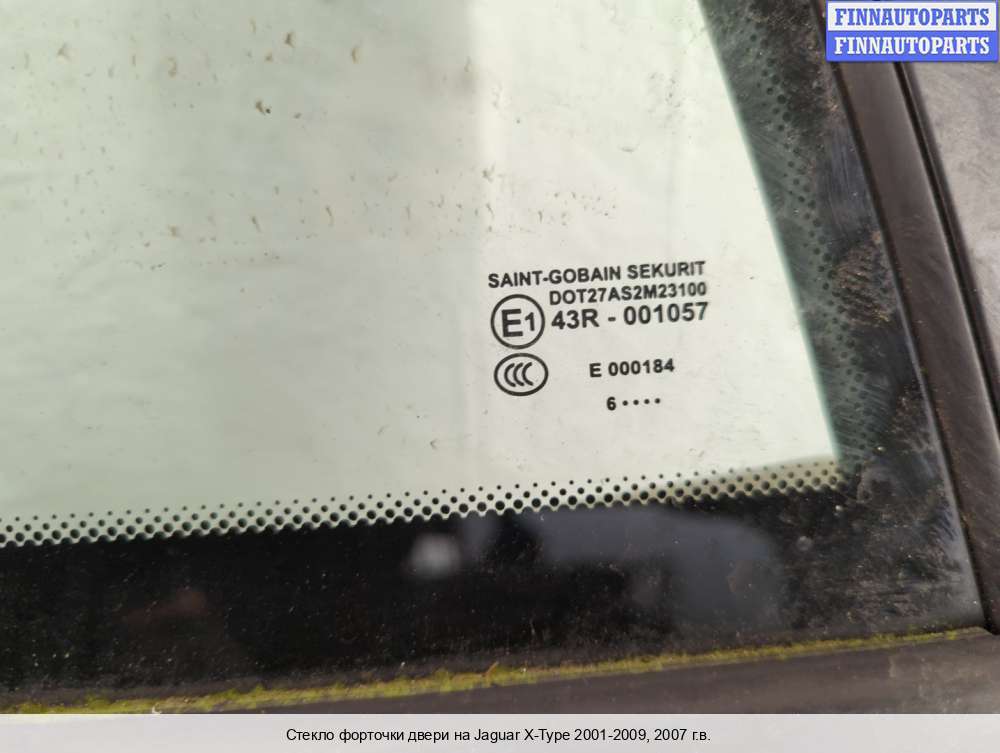 FINNAUTOPARTS
FINNAUTOPARTS
SAINT-GOBAIN SEKURIT
DOT27AS2M23100
E1 43R - 001057
CCC E 000184
6 ••••
Стекло форточки двери на Jaguar X-Type 2001-2009, 2007 г.в.